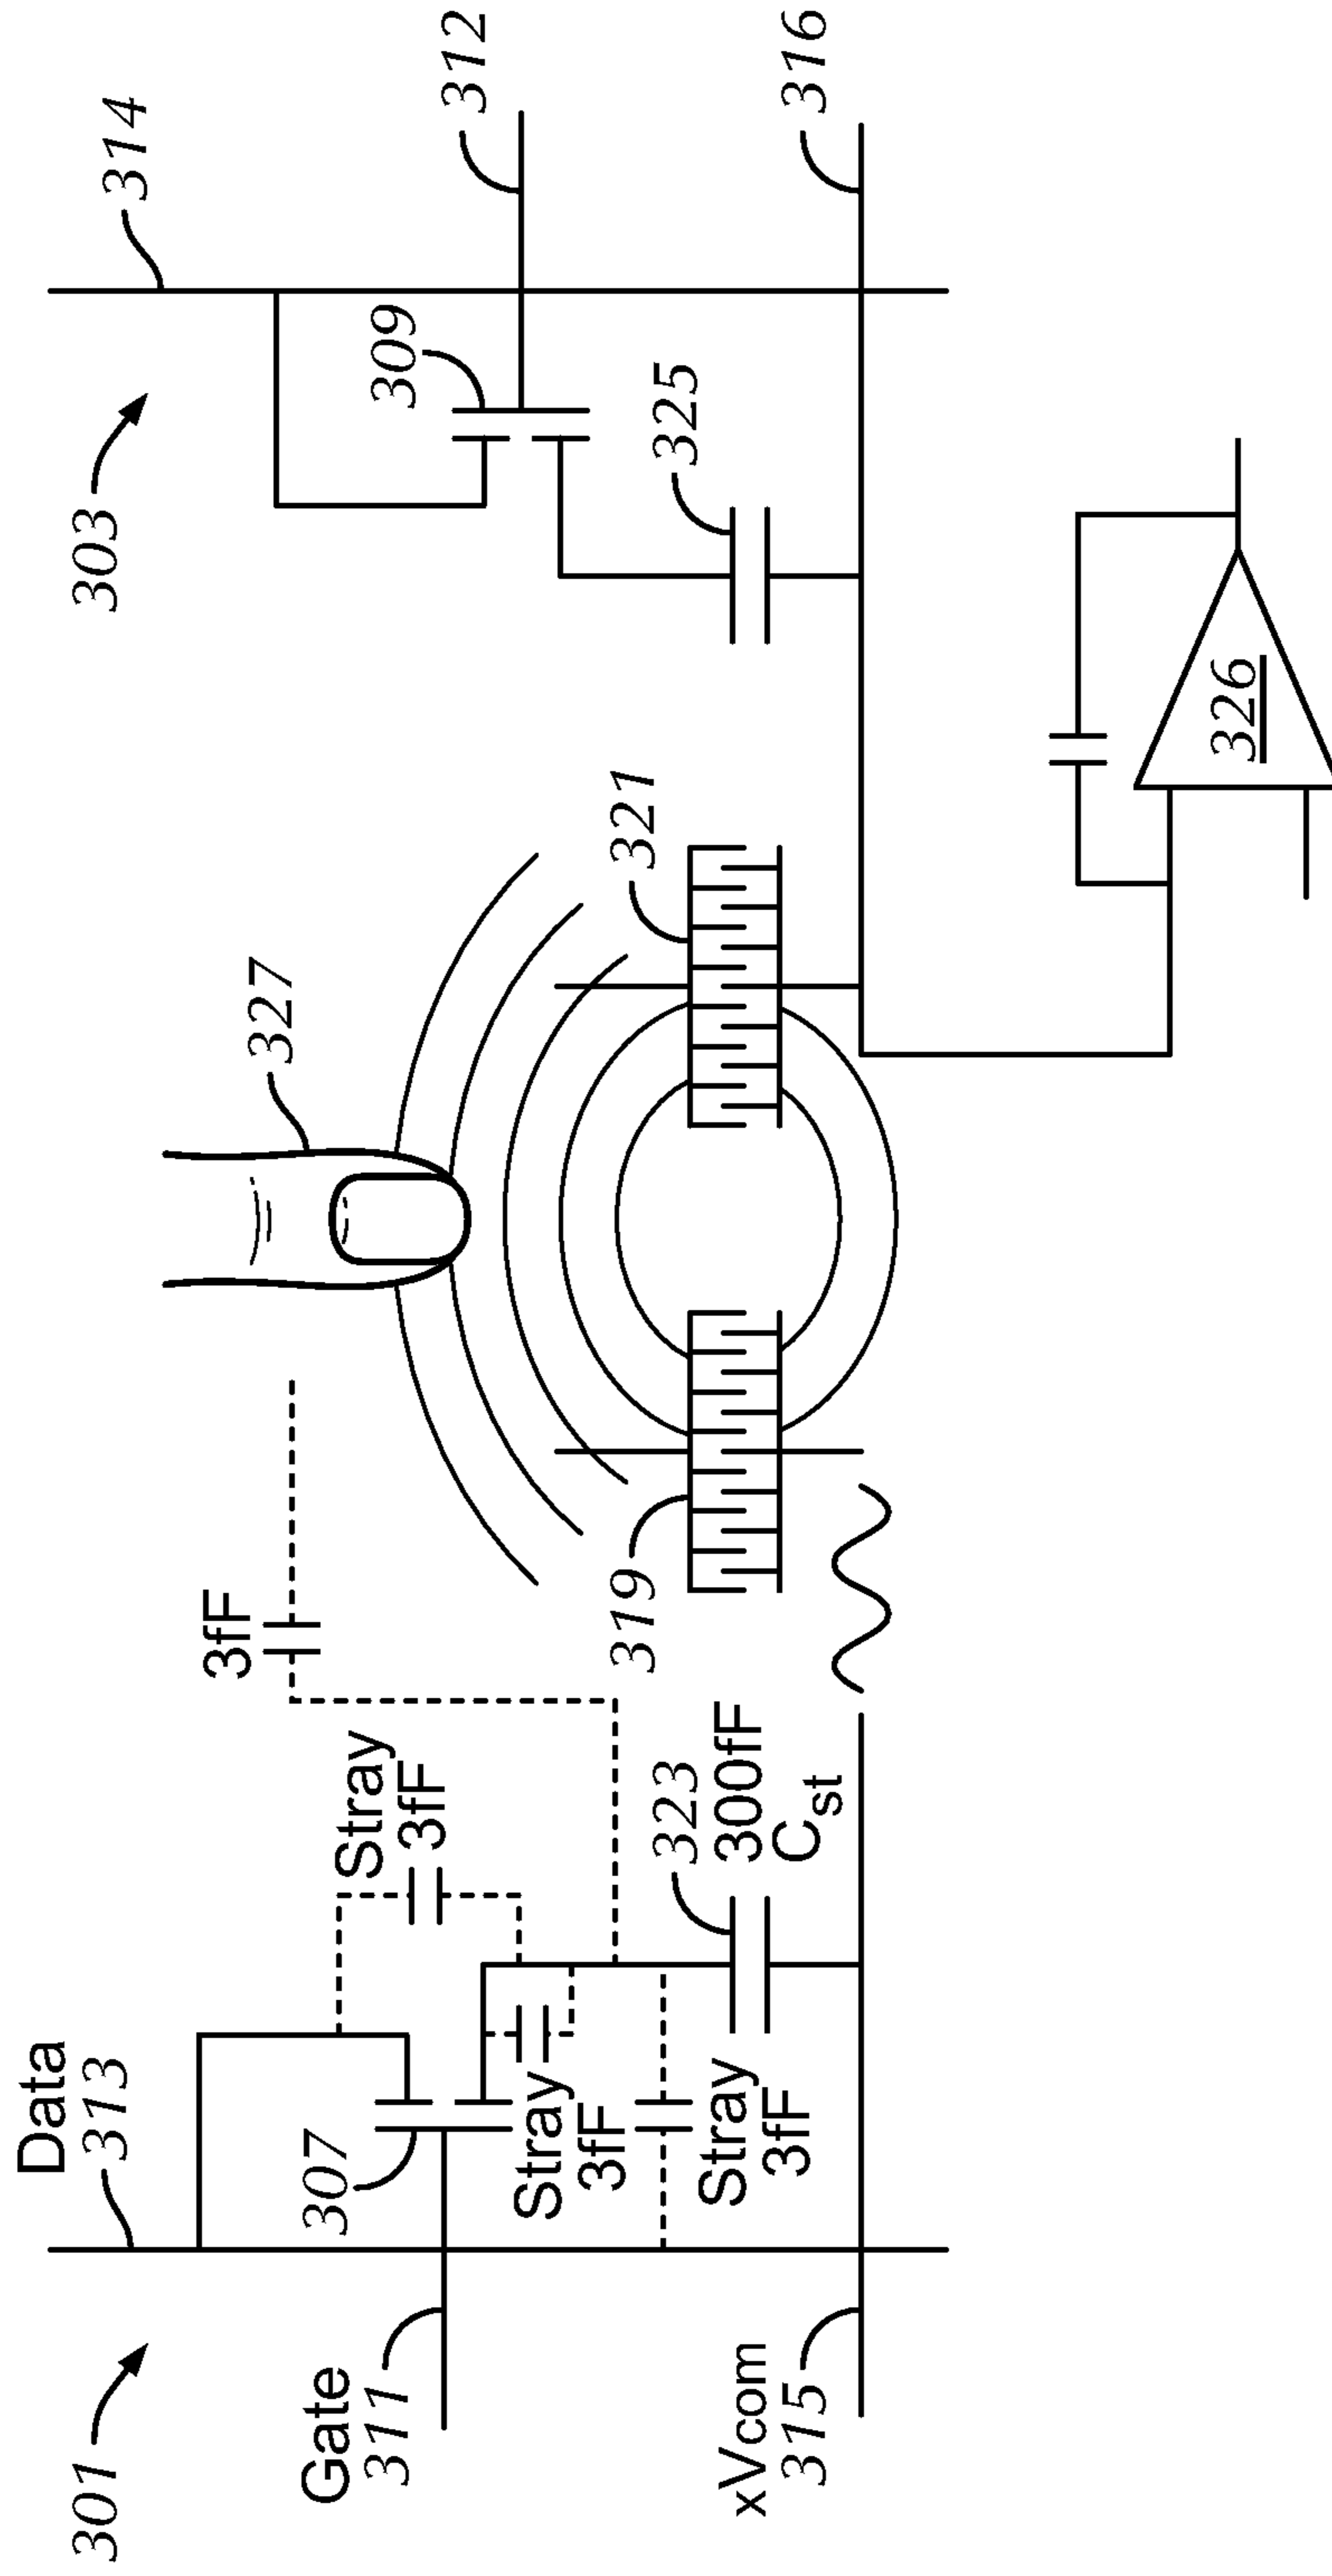 301
Data
313
Gate
311
307
Stray
3fF
Stray
3fF
Stray
3fF
3fF
xVcom
315
323
300fF
Cst
319
327
321
303
314
309
312
325
316
326